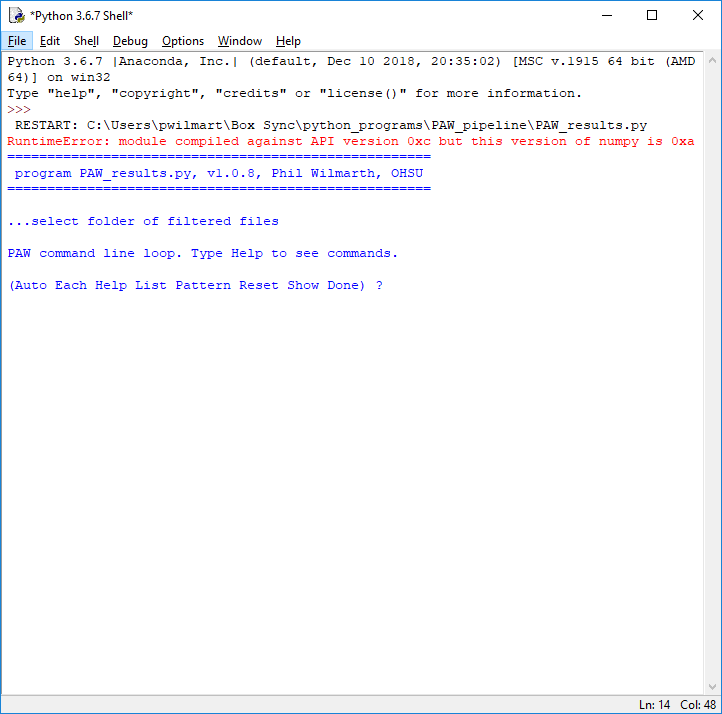 *Python 3.6.7 Shell*
File Edit Shell Debug Options Window Help
Python 3.6.7 |Anaconda, Inc.| (default, Dec 10 2018, 20:35:02) [MSC v.1915 64 bit (AMD
64)] on win32
Type "help", "copyright", "credits" or "license()" for more information.
>>>
 RESTART: C:\Users\pwilmart\Box Sync\python_programs\PAW_pipeline\PAW_results.py
RuntimeError: module compiled against API version 0xc but this version of numpy is 0xa
=====================================================
 program PAW_results.py, v1.0.8, Phil Wilmarth, OHSU
=====================================================
...select folder of filtered files
PAW command line loop. Type Help to see commands.
(Auto Each Help List Pattern Reset Show Done) ?
Ln: 14 Col: 48